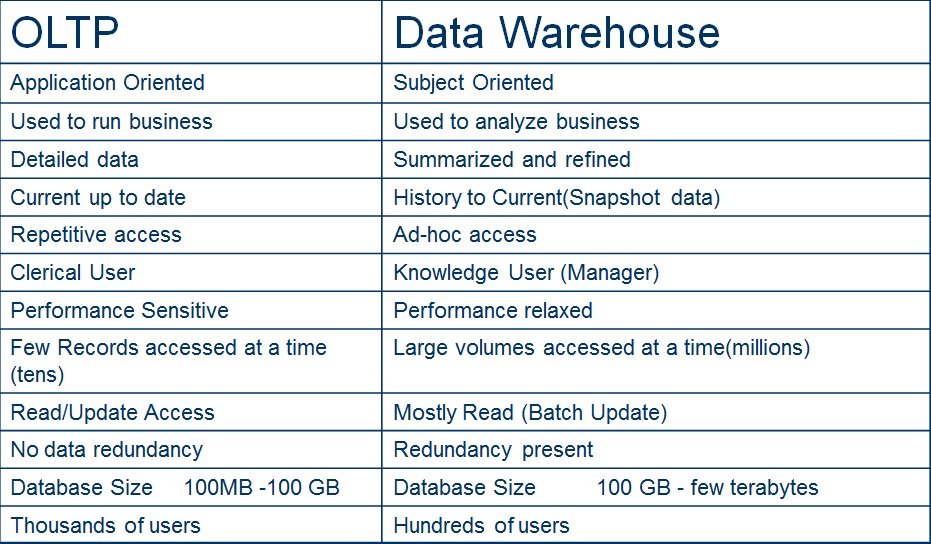 OLTP Data Warehouse
Application Oriented Subject Oriented
Used to run business Used to analyze business
Detailed data Summarized and refined
Current up to date History to Current(Snapshot data)
Repetitive access Ad-hoc access
Clerical User Knowledge User (Manager)
Performance Sensitive Performance relaxed
Few Records accessed at a time Large volumes accessed at a time(millions)
(tens)
Read/Update Access Mostly Read (Batch Update)
No data redundancy Redundancy present
Database Size 100MB -100 GB Database Size 100 GB - few terabytes
Thousands of users Hundreds of users